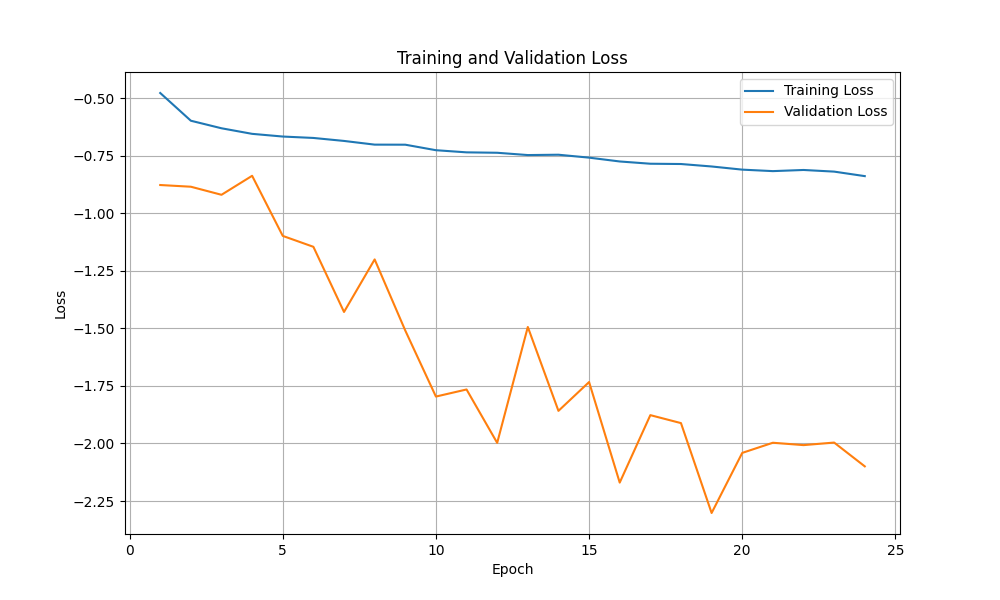 Training and Validation Loss
Training Loss
Validation Loss
−0.50
−0.75
−1.00
−1.25
−1.50
−1.75
−2.00
−2.25
Loss
0 5 10 15 20 25
Epoch